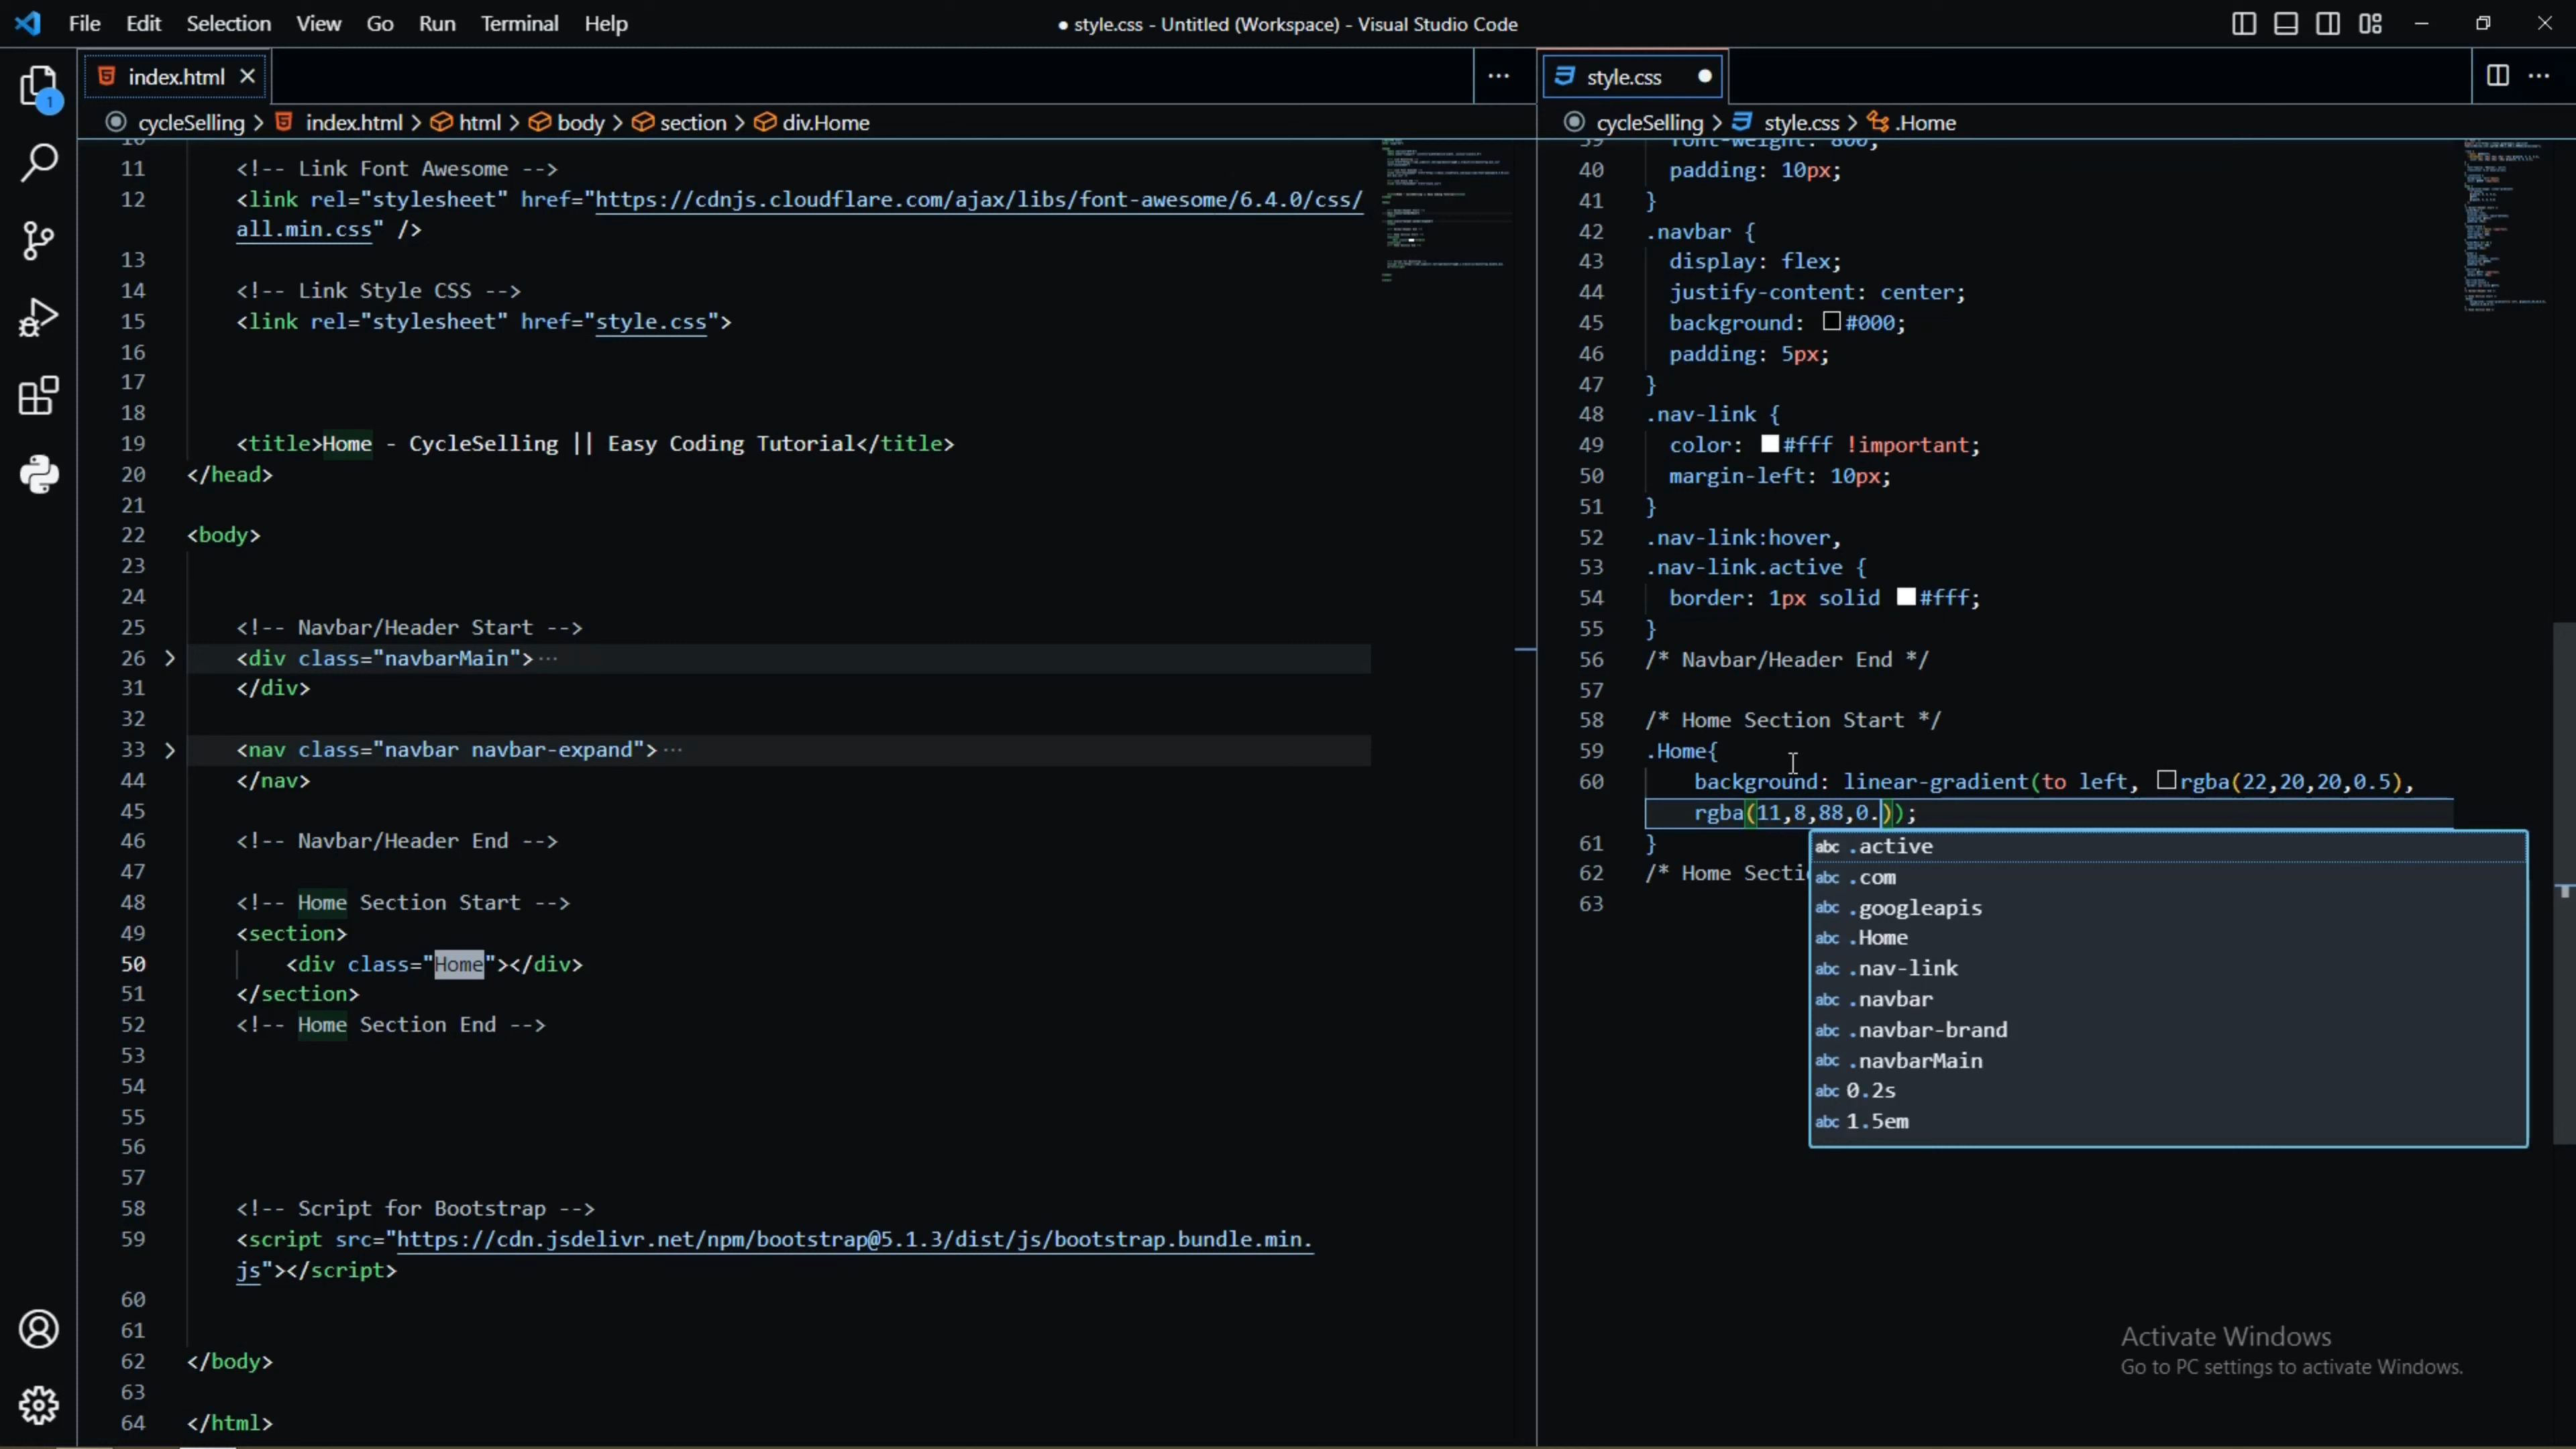 File Edit Selection View Go Run Terminal Help
● style.css - Untitled (Workspace) - Visual Studio Code
1
index.html
cycleSelling > index.html > html > body > section > div.Home
10
11 <!-- Link Font Awesome -->
12 <link rel="stylesheet" href="https://cdnjs.cloudflare.com/ajax/libs/font-awesome/6.4.0/css/
all.min.css" />
13
14 <!-- Link Style CSS -->
15 <link rel="stylesheet" href="style.css">
16
17
18
19 <title>Home - CycleSelling || Easy Coding Tutorial</title>
20 </head>
21
22 <body>
23
24
25 <!-- Navbar/Header Start -->
26 <div class="navbarMain">···
31 </div>
32
33 <nav class="navbar navbar-expand">···
44 </nav>
45
46 <!-- Navbar/Header End -->
47
48 <!-- Home Section Start -->
49 <section>
50 <div class="Home"></div>
51 </section>
52 <!-- Home Section End -->
53
54
55
56
57
58 <!-- Script for Bootstrap -->
59 <script src="https://cdn.jsdelivr.net/npm/bootstrap@5.1.3/dist/js/bootstrap.bundle.min.
js"></script>
60
61
62 </body>
63
64 </html>
style.css
cycleSelling > style.css > .Home
39 font-weight: 800;
40 padding: 10px;
41 }
42 .navbar {
43 display: flex;
44 justify-content: center;
45 background: #000;
46 padding: 5px;
47 }
48 .nav-link {
49 color: #fff !important;
50 margin-left: 10px;
51 }
52 .nav-link:hover,
53 .nav-link.active {
54 border: 1px solid #fff;
55 }
56 /* Navbar/Header End */
57
58 /* Home Section Start */
59 .Home{
60 background: linear-gradient(to left, rgba(22,20,20,0.5),
rgba(11,8,88,0.));
61 }
62 /* Home Secti
63
abc .active
abc .com
abc .googleapis
abc .Home
abc .nav-link
abc .navbar
abc .navbar-brand
abc .navbarMain
abc 0.2s
abc 1.5em
Activate Windows
Go to PC settings to activate Windows.